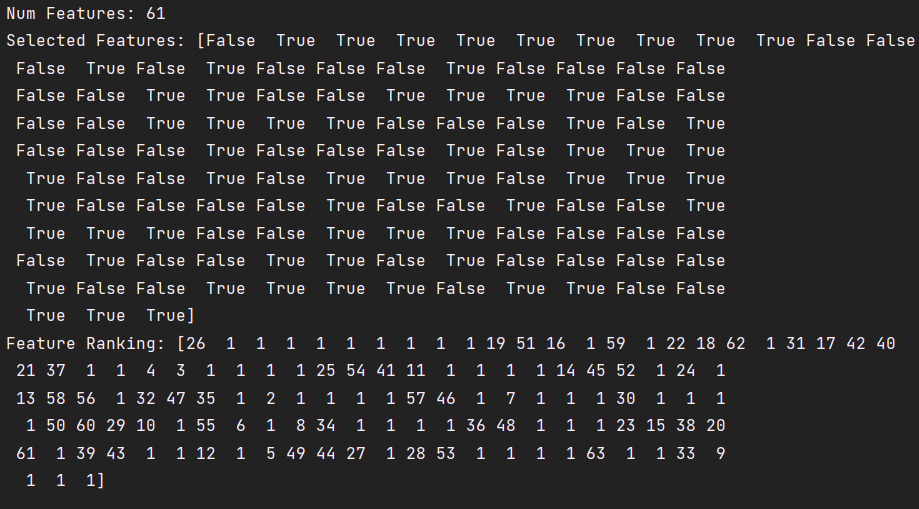 Num Features: 61
Selected Features: [False  True  True  True  True  True  True  True  True  True False False
 False  True False  True False False False  True False False False False
 False False  True  True False False  True  True  True  True False False
 False False  True  True  True  True False False False  True False  True
 False False False  True False False False  True False  True  True  True
  True False False  True False  True  True  True False  True  True  True
  True False False False False  True False False  True False False  True
  True  True  True False False  True  True  True False False False False
 False  True False False  True  True False  True False False False False
  True False False  True  True  True  True False  True  True False False
  True  True  True]
Feature Ranking: [26  1  1  1  1  1  1  1  1  1 19 51 16  1 59  1 22 18 62  1 31 17 42 40
 21 37  1  1  4  3  1  1  1  1 25 54 41 11  1  1  1  1 14 45 52  1 24  1
 13 58 56  1 32 47 35  1  2  1  1  1  1 57 46  1  7  1  1  1 30  1  1  1
  1 50 60 29 10  1 55  6  1  8 34  1  1  1  1 36 48  1  1  1 23 15 38 20
 61  1 39 43  1  1 12  1  5 49 44 27  1 28 53  1  1  1  1 63  1  1 33  9
  1  1  1]